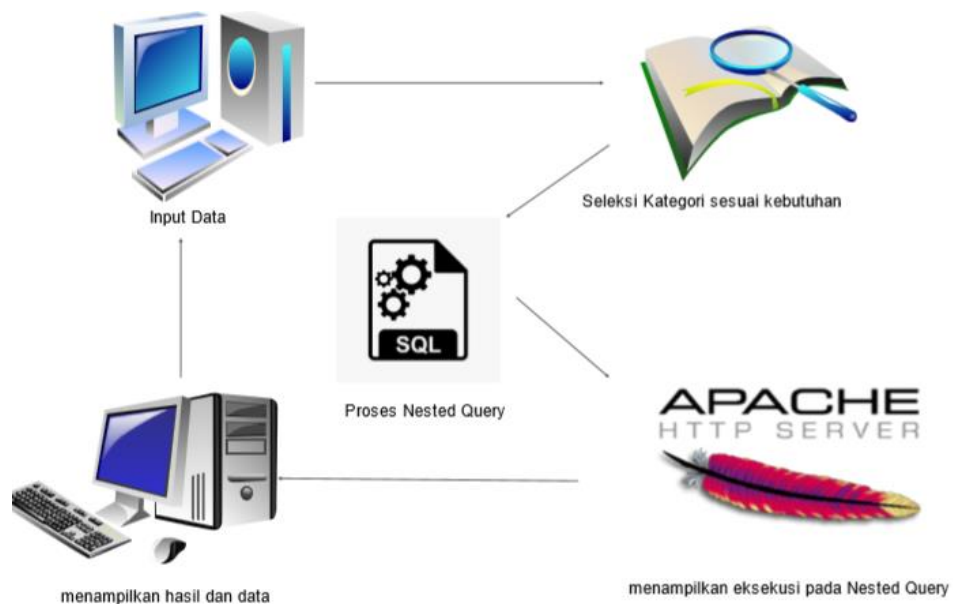 Input Data
Seleksi Kategori sesuai kebutuhan
SQL
Proses Nested Query
APACHE
HTTP SERVER
menampilkan hasil dan data
menampilkan eksekusi pada Nested Query